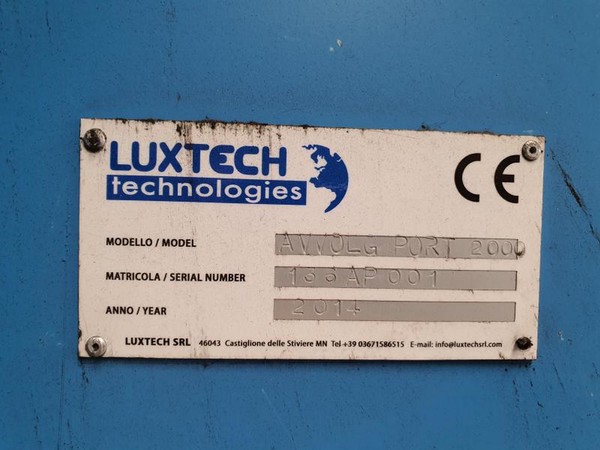 LUXTECH
technologies
CE
MODELLO / MODEL AVVOLG PORT 2000
MATRICOLA / SERIAL NUMBER
ANNO / YEAR 2014
LUXTECH SRL 46043 Castiglione delle Stiviere MN Tel +39 03671586515 E-mail: info@luxtechsrl.com